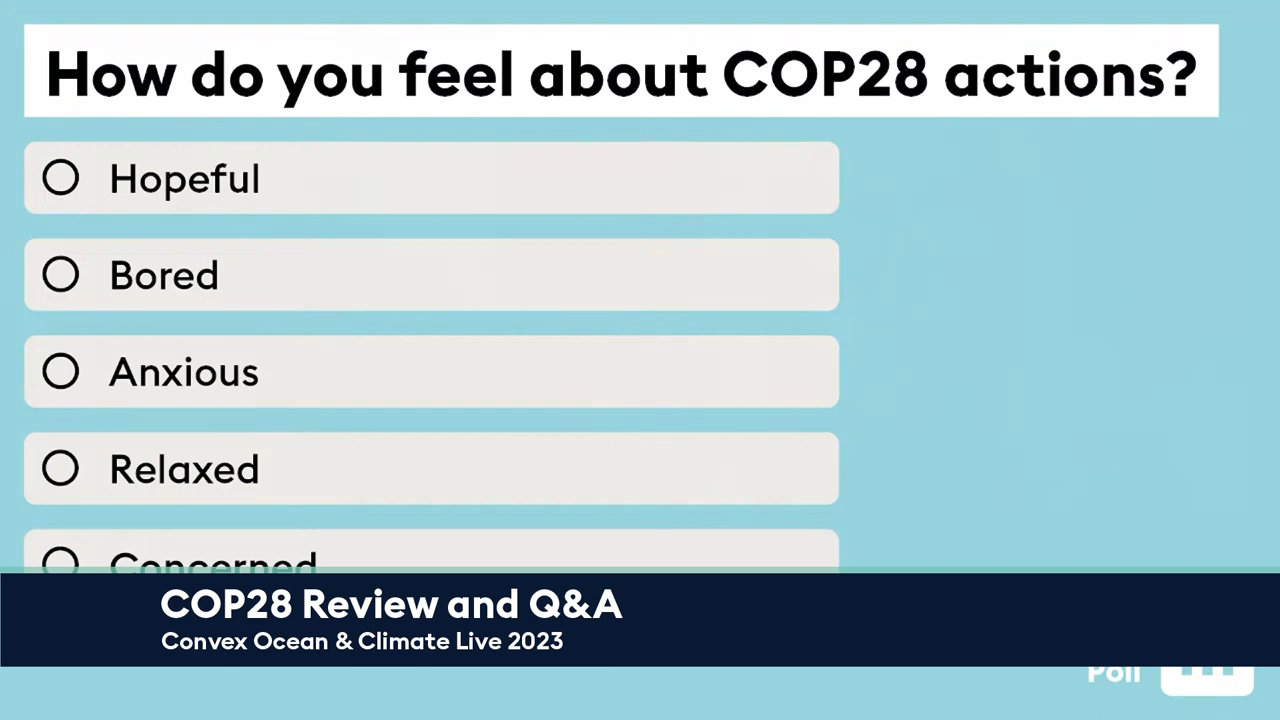 How do you feel about COP28 actions?
Hopeful
Bored
Anxious
Relaxed
Concerned
COP28 Review and Q&A
Convex Ocean & Climate Live 2023
Poll